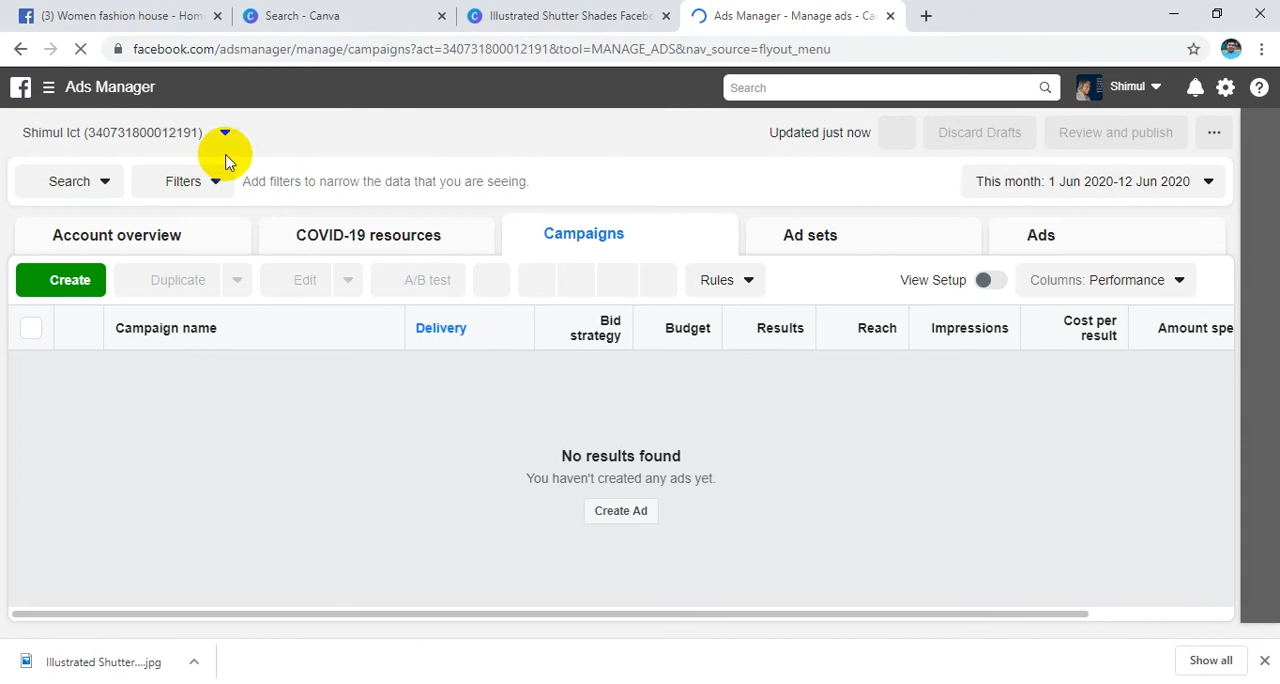 (3) Women fashion house - Hom
Search - Canva
Illustrated Shutter Shades Facebo
Ads Manager - Manage ads - Ca
facebook.com/adsmanager/manage/campaigns?act=340731800012191&tool=MANAGE_ADS&nav_source=flyout_menu
Ads Manager
Search
Shimul
Shimul Ict (340731800012191)
Updated just now
Discard Drafts
Review and publish
Search
Filters
Add filters to narrow the data that you are seeing.
This month: 1 Jun 2020-12 Jun 2020
Account overview
COVID-19 resources
Campaigns
Ad sets
Ads
Create
Duplicate
Edit
A/B test
Rules
View Setup
Columns: Performance
Campaign name
Delivery
Bid
strategy
Budget
Results
Reach
Impressions
Cost per
result
Amount spe
No results found
You haven't created any ads yet.
Create Ad
Illustrated Shutter....jpg
Show all